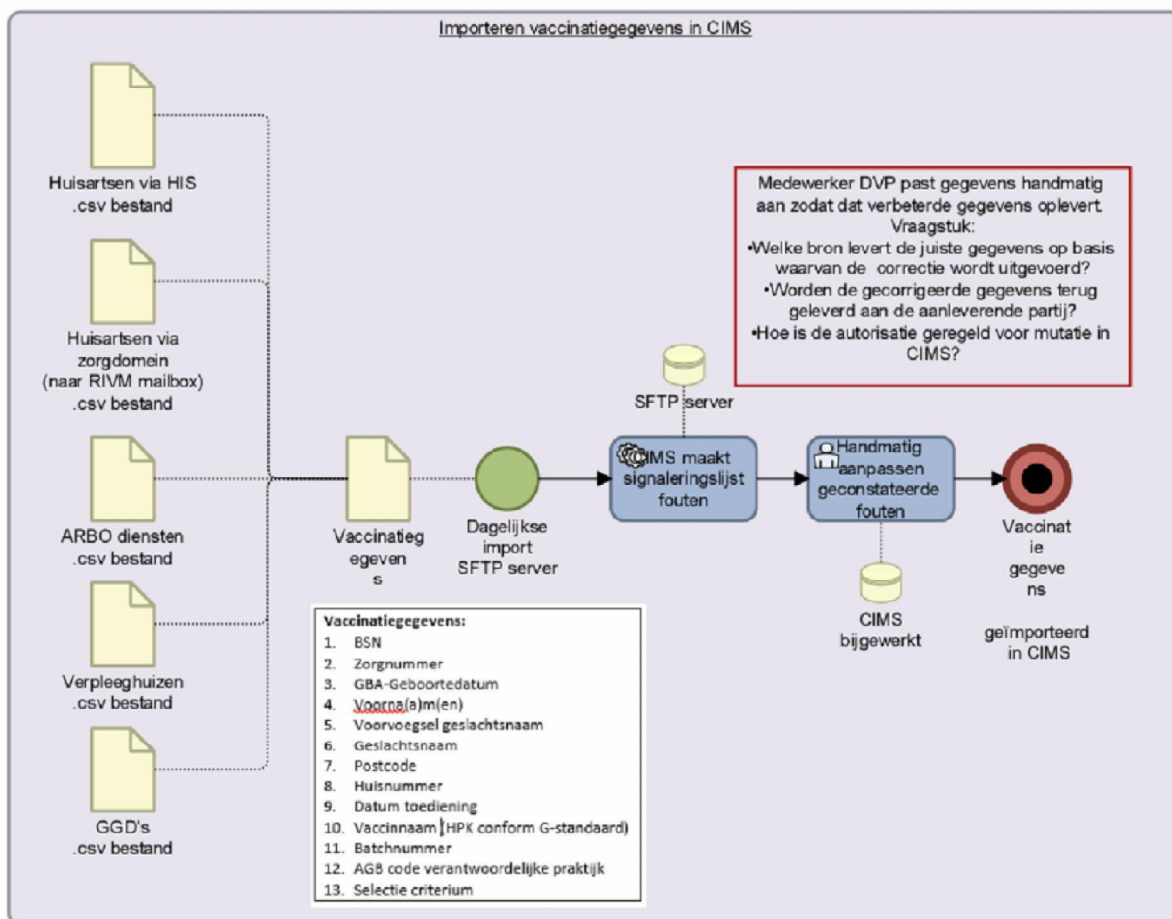 Importeren vaccinatiegegevens in CIMS
Huisartsen via HIS
.csv bestand
Huisartsen via
zorgdomein
(naar RIVM mailbox)
.csv bestand
ARBO diensten
.csv bestand
Verpleeghuizen
.csv bestand
GGD's
.csv bestand
Vaccinatieg
egeven
s
Dagelijkse
import
SFTP server
SFTP server
CIMS maakt
signaleringslijst
fouten
Handmatig
aanpassen
geconstateerde
fouten
CIMS
bijgewerkt
Vaccinat
ie
gegeve
ns
geïmporteerd
in CIMS
Medewerker DVP past gegevens handmatig
aan zodat dat verbeterde gegevens oplevert.
Vraagstuk:
•Welke bron levert de juiste gegevens op basis
waarvan de correctie wordt uitgevoerd?
•Worden de gecorrigeerde gegevens terug
geleverd aan de aanleverende partij?
•Hoe is de autorisatie geregeld voor mutatie in
CIMS?
Vaccinatiegegevens:
1. BSN
2. Zorgnummer
3. GBA-Geboortedatum
4. Voorna(a)m(en)
5. Voorvoegsel geslachtsnaam
6. Geslachtsnaam
7. Postcode
8. Huisnummer
9. Datum toediening
10. Vaccinnaam (HPK conform G-standaard)
11. Batchnummer
12. AGB code verantwoordelijke praktijk
13. Selectie criterium